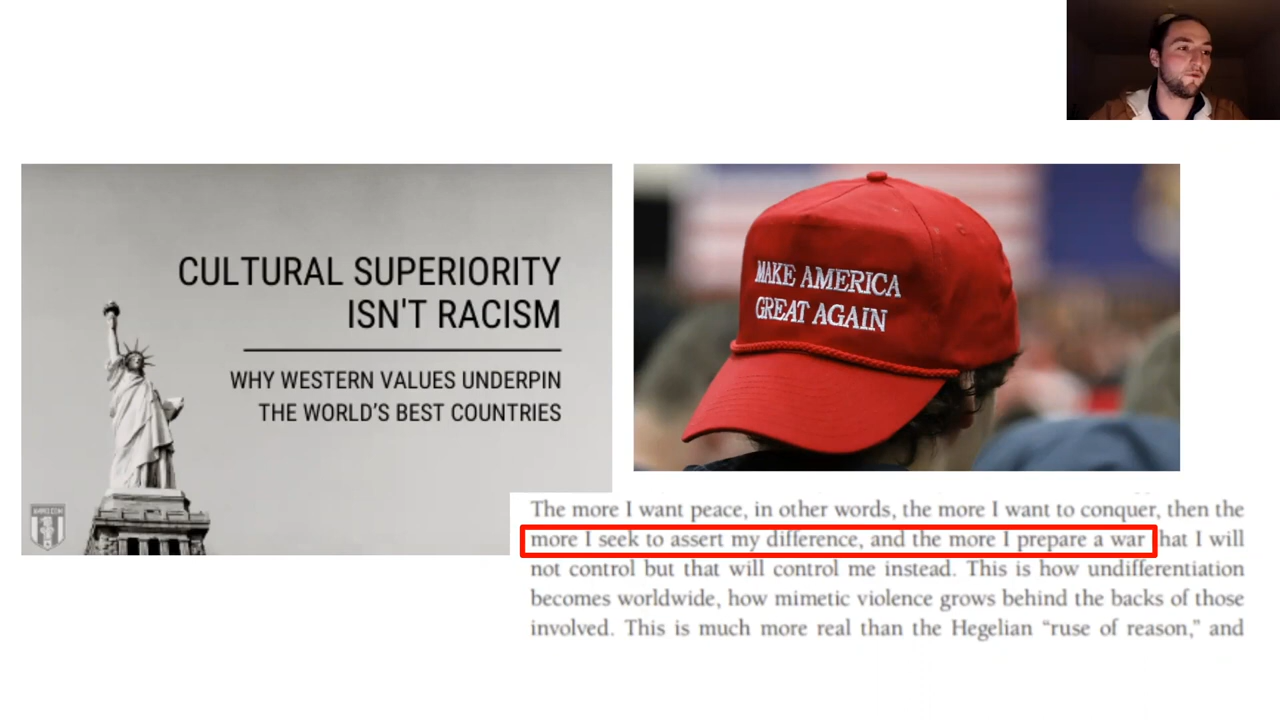 CULTURAL SUPERIORITY
ISN'T RACISM
WHY WESTERN VALUES UNDERPIN
THE WORLD'S BEST COUNTRIES
AMMO.COM
MAKE AMERICA
GREAT AGAIN
The more I want peace, in other words, the more I want to conquer, then the
more I seek to assert my difference, and the more I prepare a war hat I will
not control but that will control me instead. This is how undifferentiation
becomes worldwide, how mimetic violence grows behind the backs of those
involved. This is much more real than the Hegelian “ruse of reason,” and